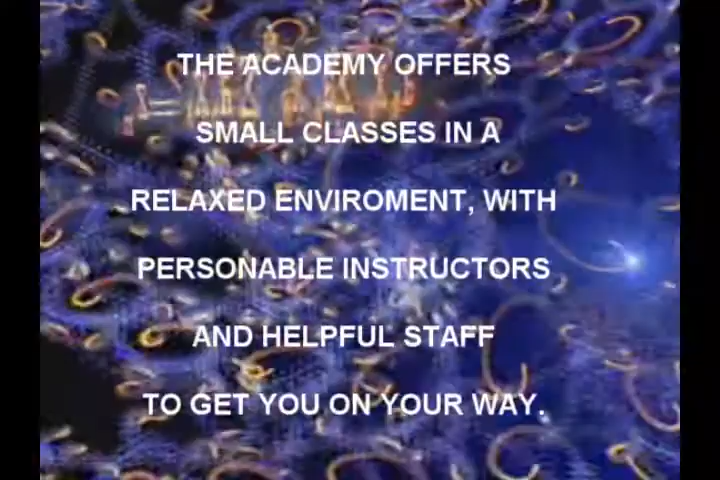 THE ACADEMY OFFERS
SMALL CLASSES IN A
RELAXED ENVIROMENT, WITH
PERSONABLE INSTRUCTORS
AND HELPFUL STAFF
TO GET YOU ON YOUR WAY.